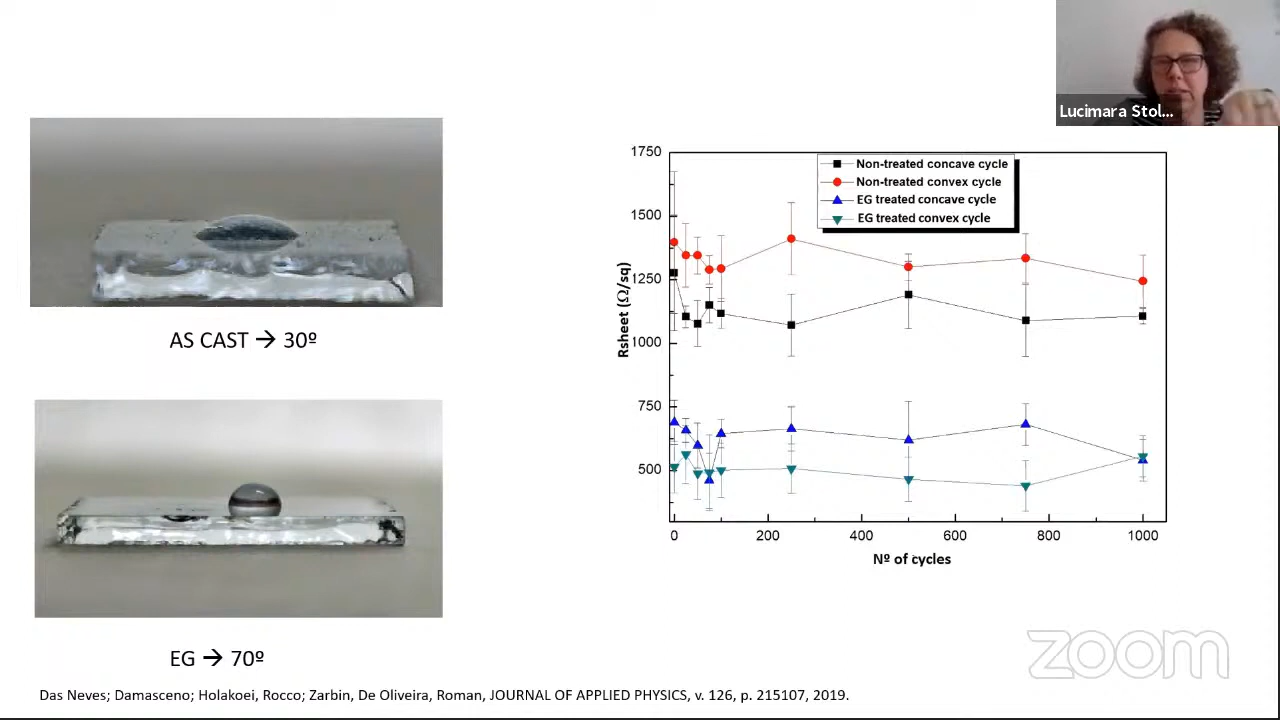 Lucimara Stol...
AS CAST → 30º
EG → 70º
Non-treated concave cycle
Non-treated convex cycle
EG treated concave cycle
EG treated convex cycle
Rsheet (Ω/sq)
1750
1500
1250
1000
750
500
0 200 400 600 800 1000
Nº of cycles
zoom
Das Neves; Damasceno; Holakoei, Rocco; Zarbin, De Oliveira, Roman, JOURNAL OF APPLIED PHYSICS, v. 126, p. 215107, 2019.